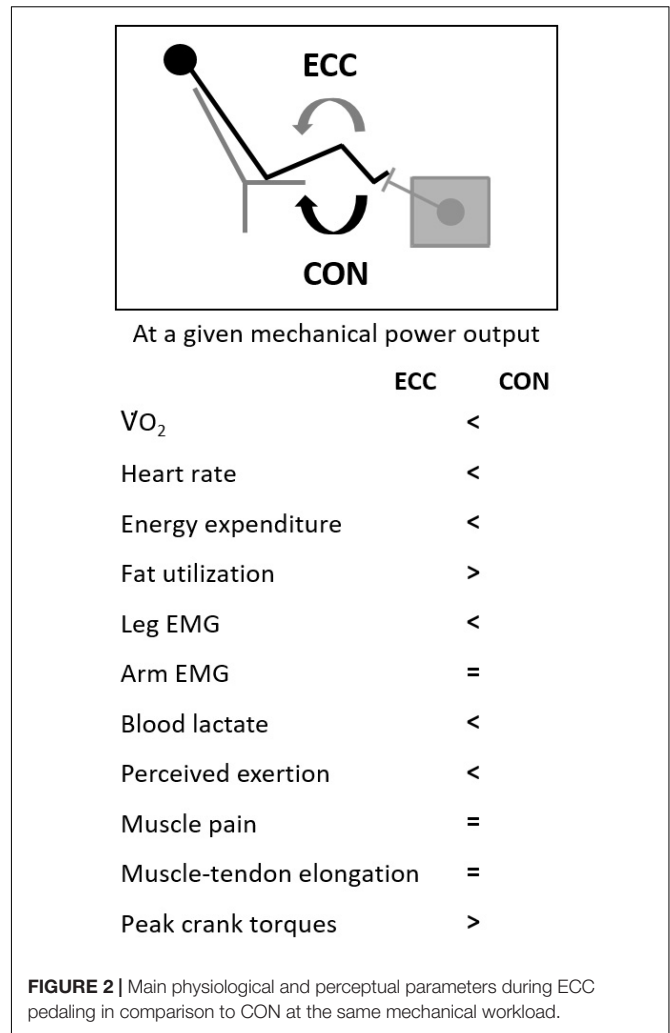 ECC
CON
At a given mechanical power output
ECC CON
V̇O₂ <
Heart rate <
Energy expenditure <
Fat utilization >
Leg EMG <
Arm EMG =
Blood lactate <
Perceived exertion <
Muscle pain =
Muscle-tendon elongation =
Peak crank torques >
FIGURE 2 | Main physiological and perceptual parameters during ECC
pedaling in comparison to CON at the same mechanical workload.